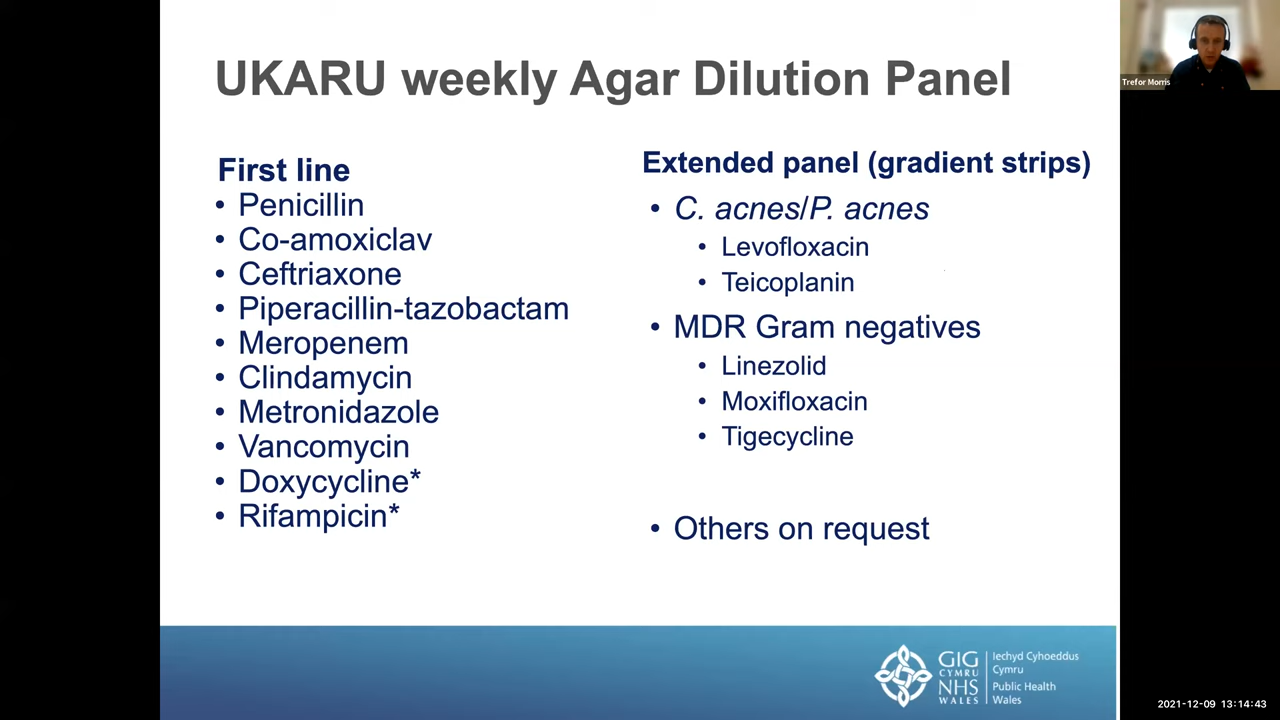 UKARU weekly Agar Dilution Panel
First line
• Penicillin
• Co-amoxiclav
• Ceftriaxone
• Piperacillin-tazobactam
• Meropenem
• Clindamycin
• Metronidazole
• Vancomycin
• Doxycycline*
• Rifampicin*
Extended panel (gradient strips)
• C. acnes/P. acnes
• Levofloxacin
• Teicoplanin
• MDR Gram negatives
• Linezolid
• Moxifloxacin
• Tigecycline
• Others on request
GIG
CYMRU
NHS
WALES
Iechyd Cyhoeddus
Cymru
Public Health
Wales
Trefor Morris
2021-12-09 13:14:43